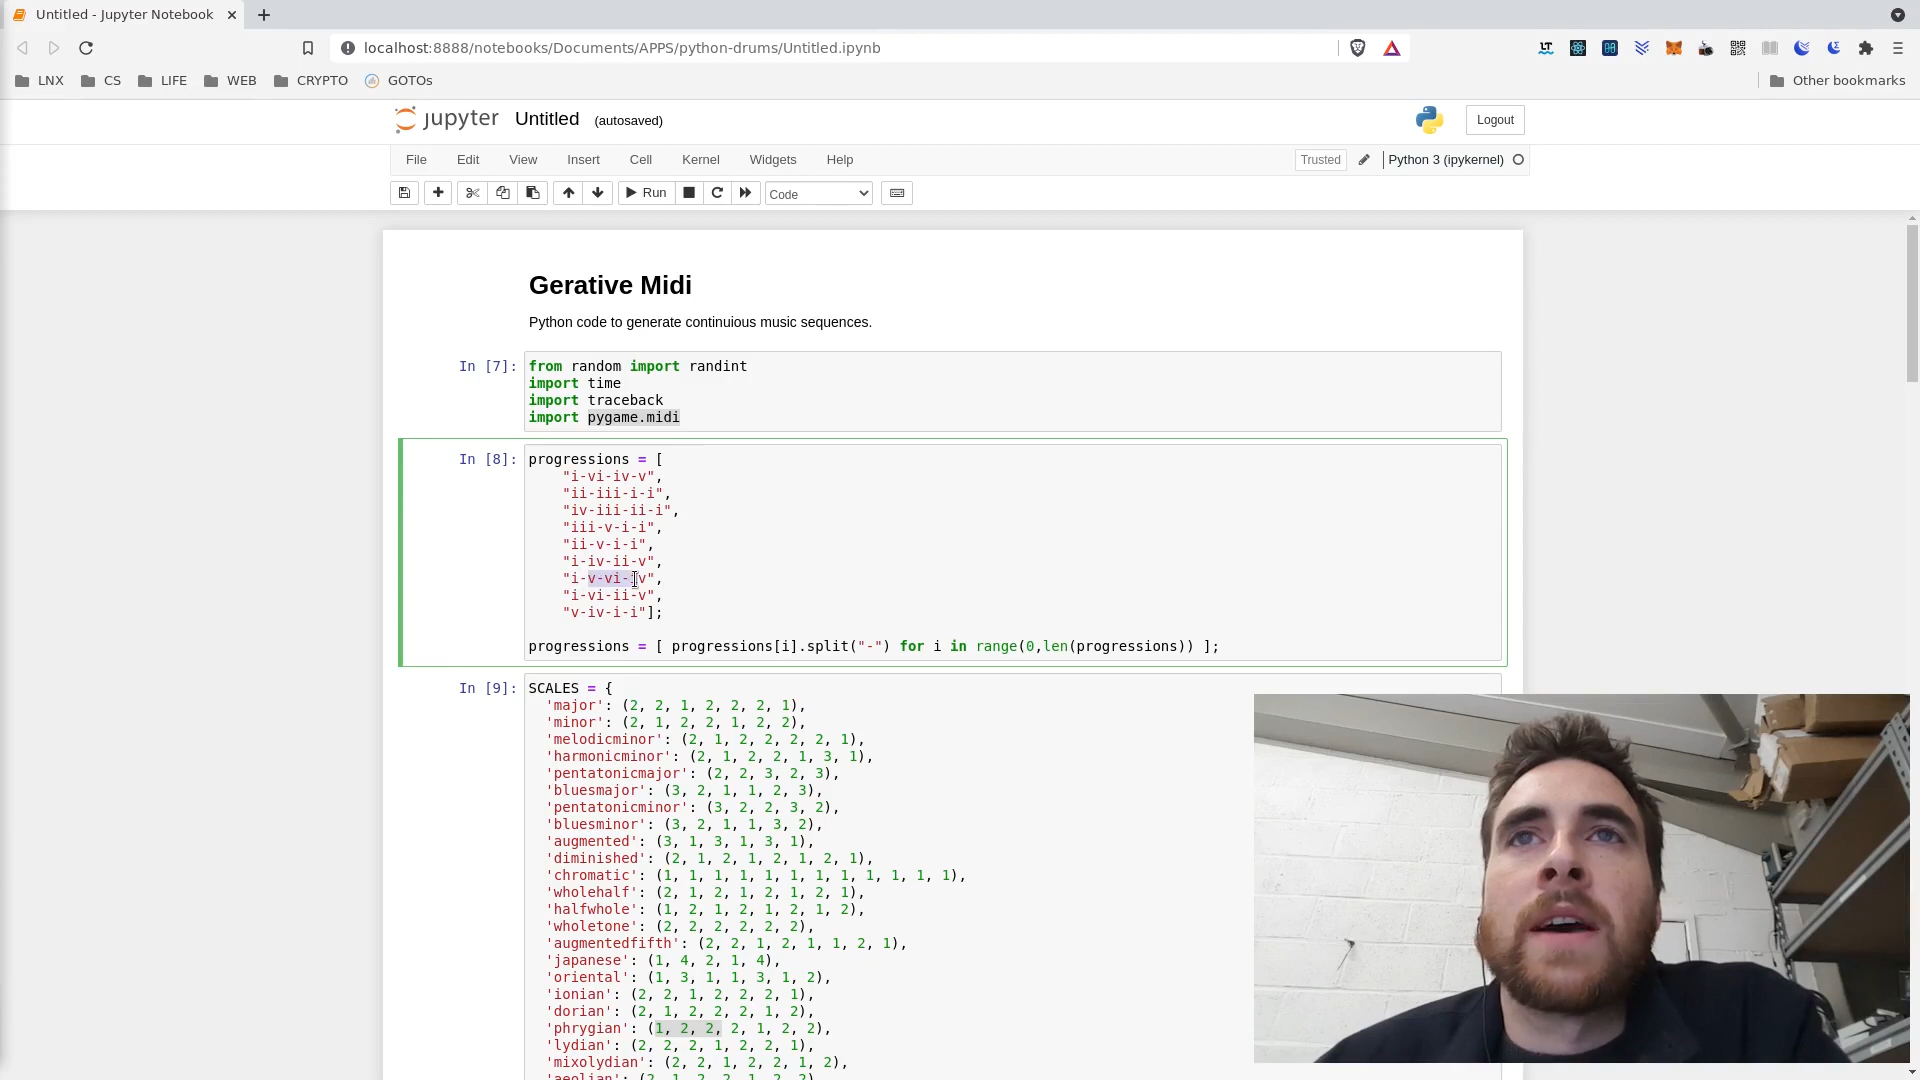 Untitled - Jupyter Notebook
localhost:8888/notebooks/Documents/APPS/python-drums/Untitled.ipynb
LNX CS LIFE WEB CRYPTO GOTOs Other bookmarks
jupyter Untitled (autosaved) Logout
File Edit View Insert Cell Kernel Widgets Help Trusted Python 3 (ipykernel)
Run Code
Gerative Midi
Python code to generate continuious music sequences.
In [7]: from random import randint
import time
import traceback
import pygame.midi
In [8]: progressions = [
"i-vi-iv-v",
"ii-iii-i-i",
"iv-iii-ii-i",
"iii-v-i-i",
"ii-v-i-i",
"i-iv-ii-v",
"i-v-vi-iv",
"i-vi-ii-v",
"v-iv-i-i"];
progressions = [ progressions[i].split("-") for i in range(0,len(progressions)) ];
In [9]: SCALES = {
'major': (2, 2, 1, 2, 2, 2, 1),
'minor': (2, 1, 2, 2, 1, 2, 2),
'melodicminor': (2, 1, 2, 2, 2, 2, 1),
'harmonicminor': (2, 1, 2, 2, 1, 3, 1),
'pentatonicmajor': (2, 2, 3, 2, 3),
'bluesmajor': (3, 2, 1, 1, 2, 3),
'pentatonicminor': (3, 2, 2, 3, 2),
'bluesminor': (3, 2, 1, 1, 3, 2),
'augmented': (3, 1, 3, 1, 3, 1),
'diminished': (2, 1, 2, 1, 2, 1, 2, 1),
'chromatic': (1, 1, 1, 1, 1, 1, 1, 1, 1, 1, 1, 1),
'wholehalf': (2, 1, 2, 1, 2, 1, 2, 1),
'halfwhole': (1, 2, 1, 2, 1, 2, 1, 2),
'wholetone': (2, 2, 2, 2, 2, 2),
'augmentedfifth': (2, 2, 1, 2, 1, 1, 2, 1),
'japanese': (1, 4, 2, 1, 4),
'oriental': (1, 3, 1, 1, 3, 1, 2),
'ionian': (2, 2, 1, 2, 2, 2, 1),
'dorian': (2, 1, 2, 2, 2, 1, 2),
'phrygian': (1, 2, 2, 2, 1, 2, 2),
'lydian': (2, 2, 2, 1, 2, 2, 1),
'mixolydian': (2, 2, 1, 2, 2, 1, 2),
'aeolian': (2, 1, 2, 2, 1, 2, 2)